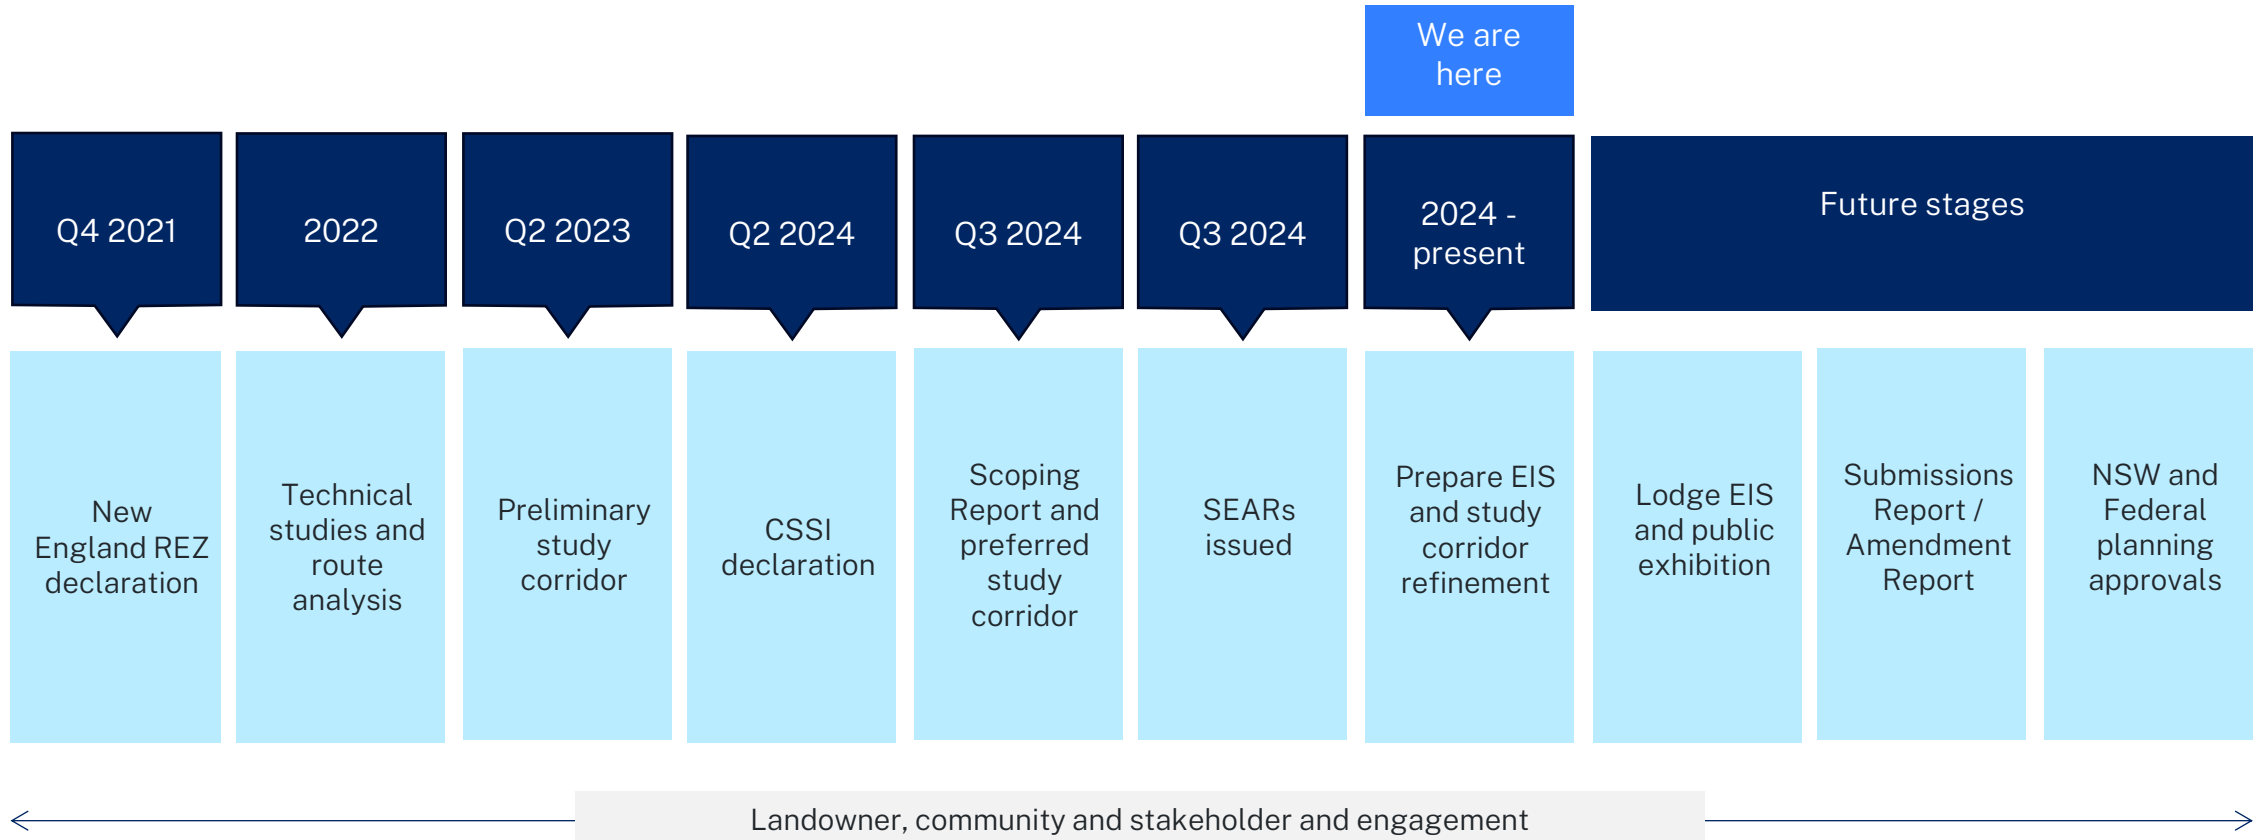 We are
here
Q4 2021
2022
Q2 2023
Q2 2024
Q3 2024
Q3 2024
2024 -
present
Future stages
New
England REZ
declaration
Technical
studies and
route
analysis
Preliminary
study
corridor
CSSI
declaration
Scoping
Report and
preferred
study
corridor
SEARs
issued
Prepare EIS
and study
corridor
refinement
Lodge EIS
and public
exhibition
Submissions
Report /
Amendment
Report
NSW and
Federal
planning
approvals
Landowner, community and stakeholder and engagement